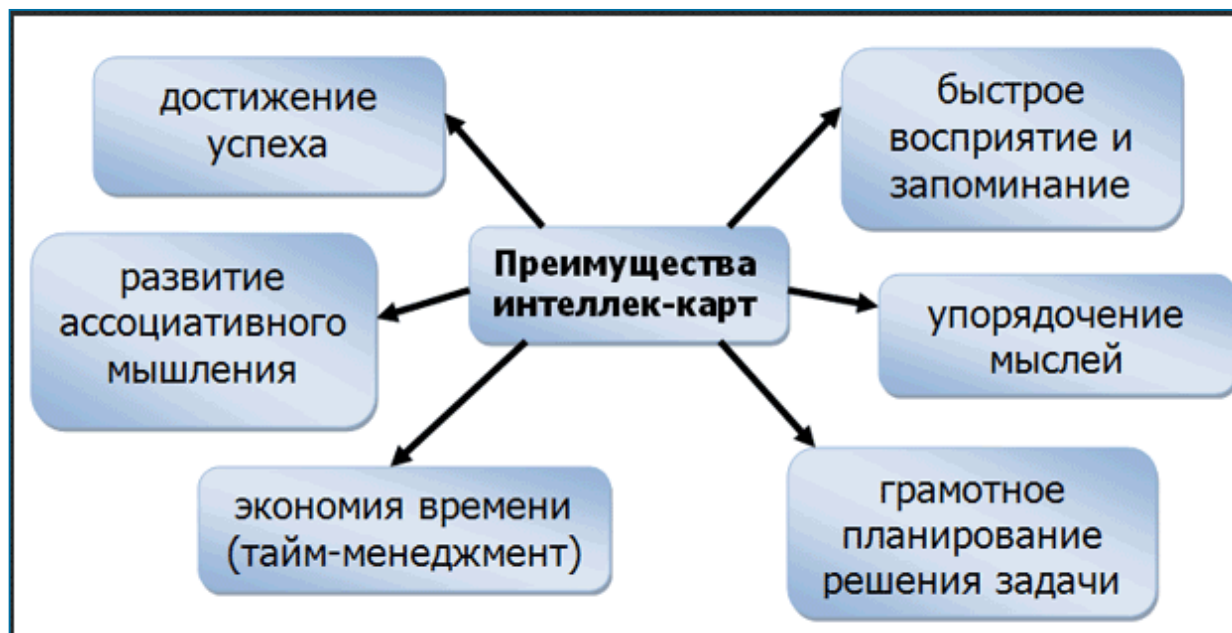 достижение
успеха
быстрое
восприятие и
запоминание
Преимущества
интеллек-карт
развитие
ассоциативного
мышления
упорядочение
мыслей
экономия времени
(тайм-менеджмент)
грамотное
планирование
решения задачи